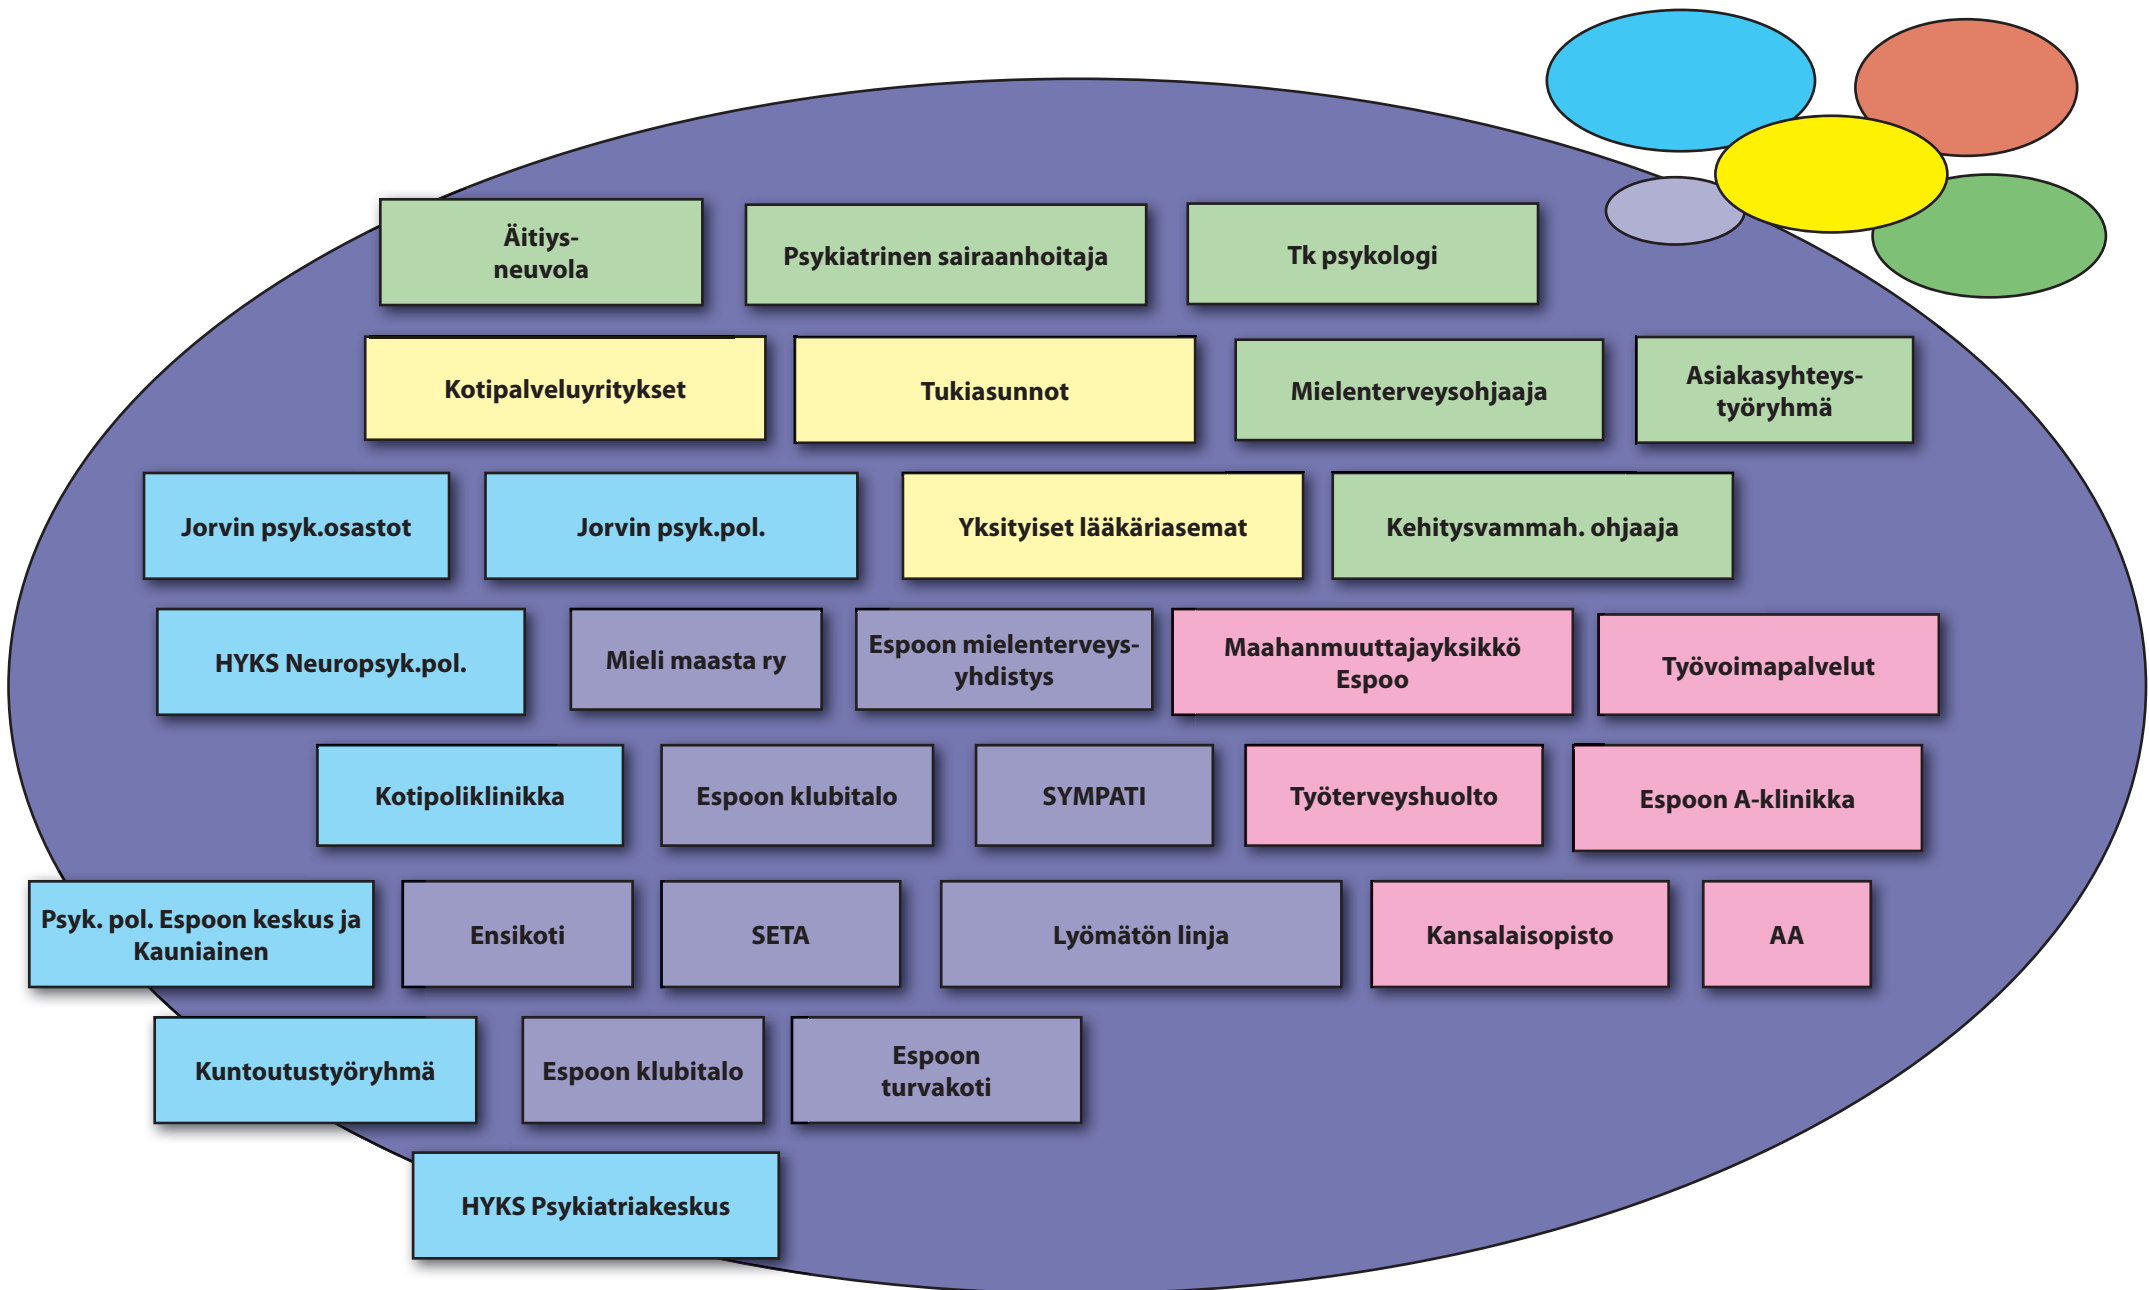 Äitiys-
neuvola
Psykiatrinen sairaanhoitaja
Tk psykologi
Kotipalveluyritykset
Tukiasunnot
Mielenterveysohjaaja
Asiakasyhteys-
työryhmä
Jorvin psyk.osastot
Jorvin psyk.pol.
Yksityiset lääkäriasemat
Kehitysvammah. ohjaaja
HYKS Neuropsyk.pol.
Mieli maasta ry
Espoon mielenterveys-
yhdistys
Maahanmuuttajayksikkö
Espoo
Työvoimapalvelut
Kotipoliklinikka
Espoon klubitalo
SYMPATI
Työterveyshuolto
Espoon A-klinikka
Psyk. pol. Espoon keskus ja
Kauniainen
Ensikoti
SETA
Lyömätön linja
Kansalaisopisto
AA
Kuntoutustyöryhmä
Espoon klubitalo
Espoon
turvakoti
HYKS Psykiatriakeskus